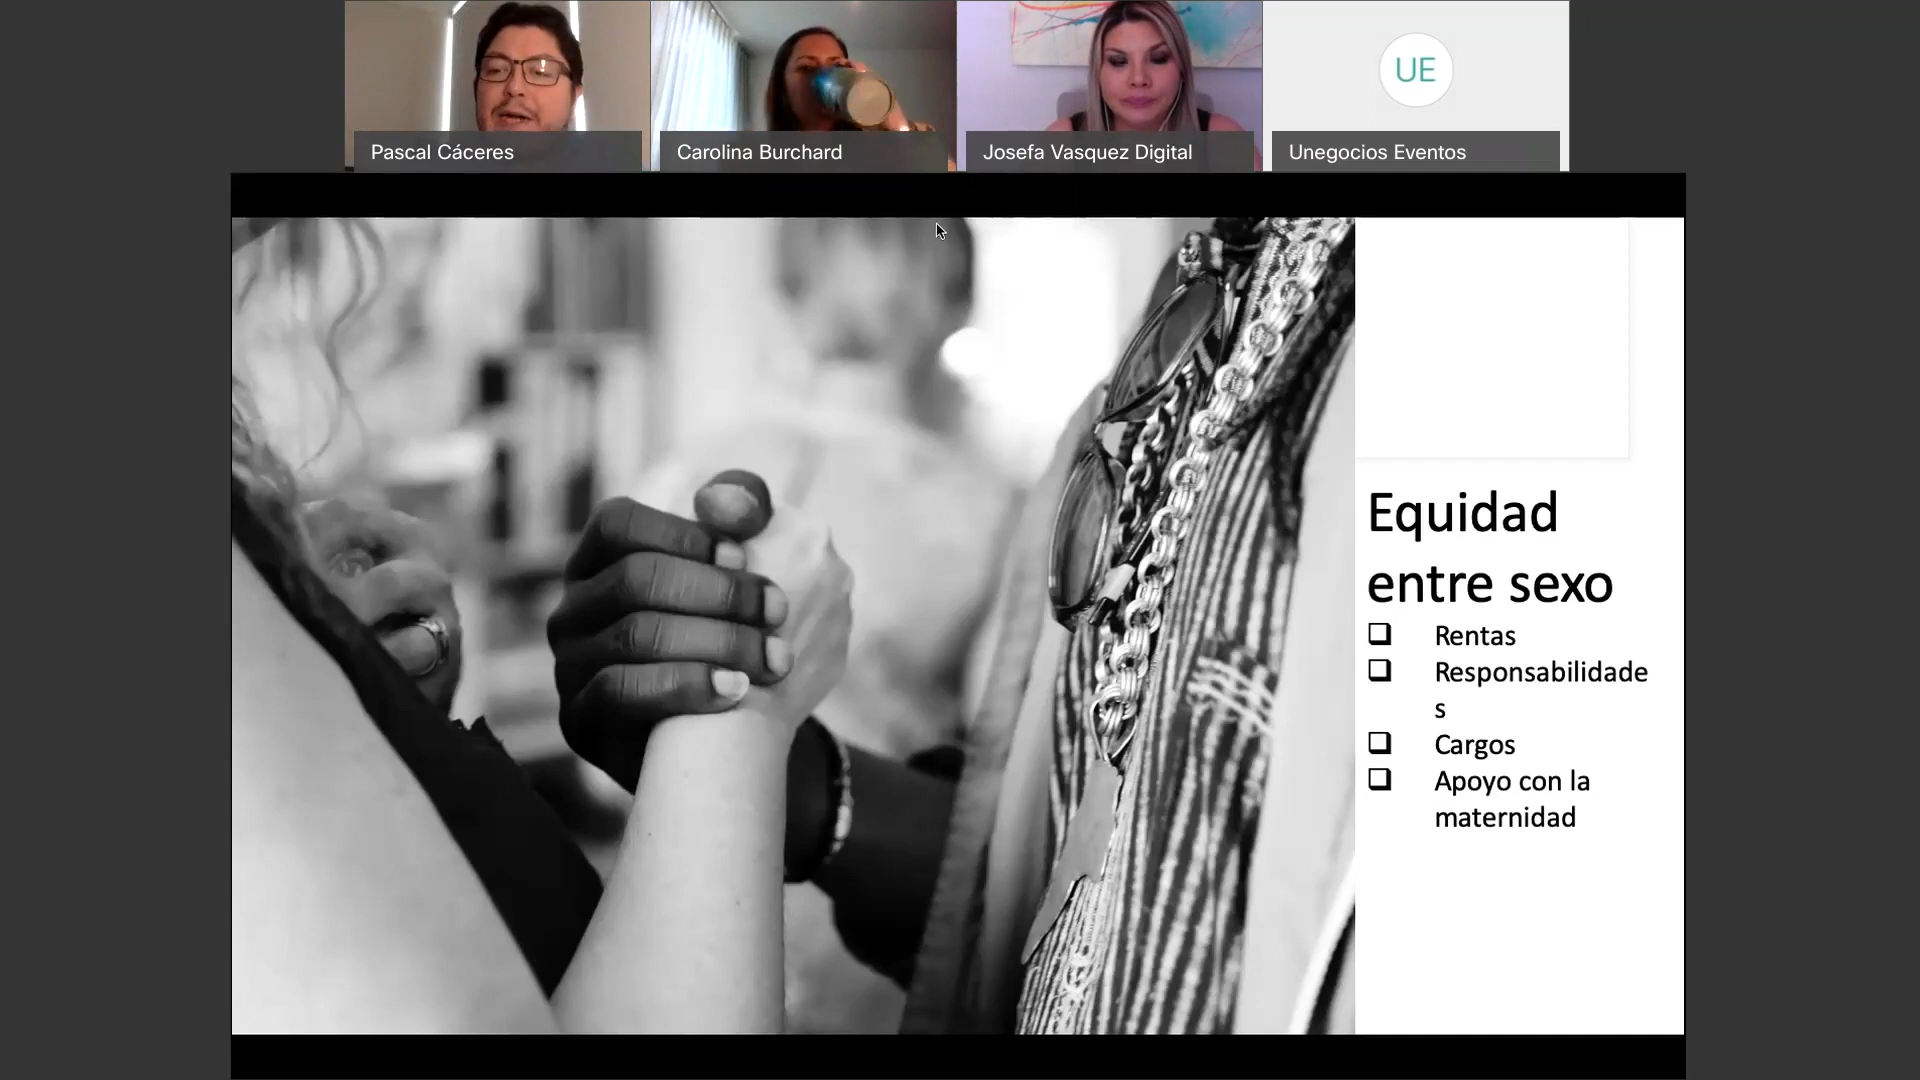 Pascal Cáceres
Carolina Burchard
Josefa Vasquez Digital
UE
Unegocios Eventos
Equidad
entre sexo
Rentas
Responsabilidade
s
Cargos
Apoyo con la
maternidad